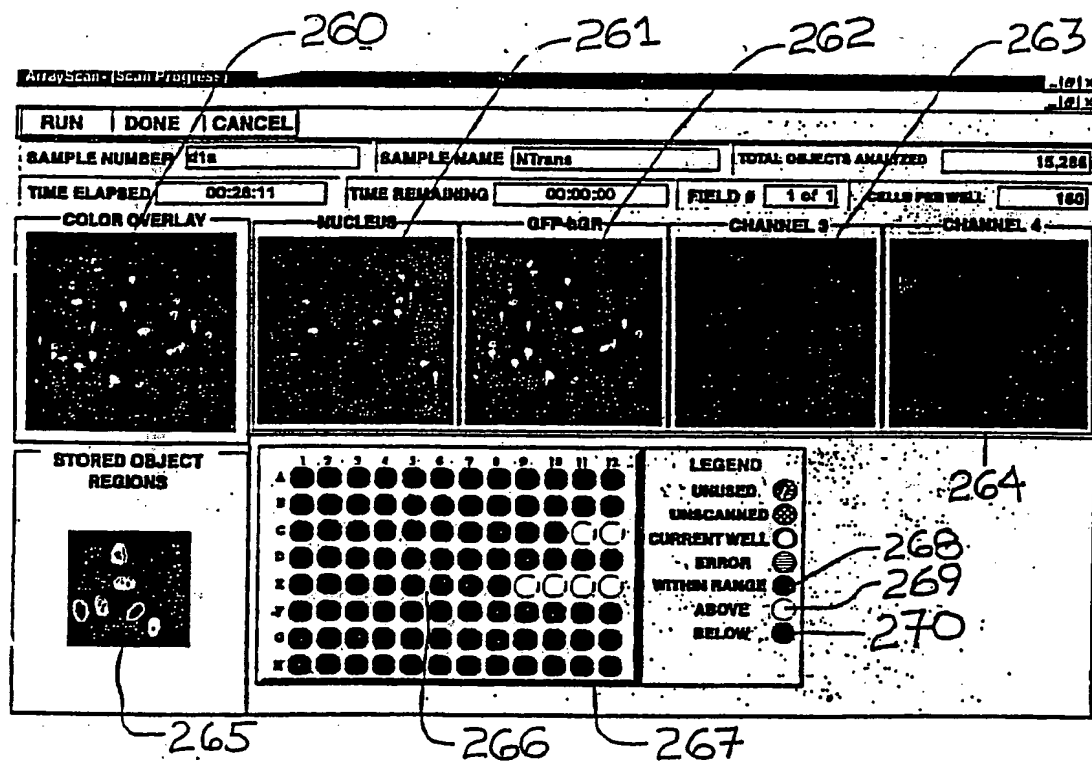 260 261 262 263
ArrayScan - [Scan Progress]
RUN DONE CANCEL
SAMPLE NUMBER d1a SAMPLE NAME NTrans TOTAL OBJECTS ANALYZED 15,286
TIME ELAPSED 00:28:11 TIME REMAINING 00:00:00 FIELD # 1 of 1 CELLS PER WELL 160
COLOR OVERLAY NUCLEUS GFP-hGR CHANNEL 3 CHANNEL 4
STORED OBJECT
REGIONS
1 2 3 4 5 6 7 8 9 10 11 12
A
B
C
D
E
F
G
H
LEGEND
UNUSED
UNSCANNED
CURRENT WELL
ERROR
WITHIN RANGE
ABOVE
BELOW
264
268
269
270
265 266 267